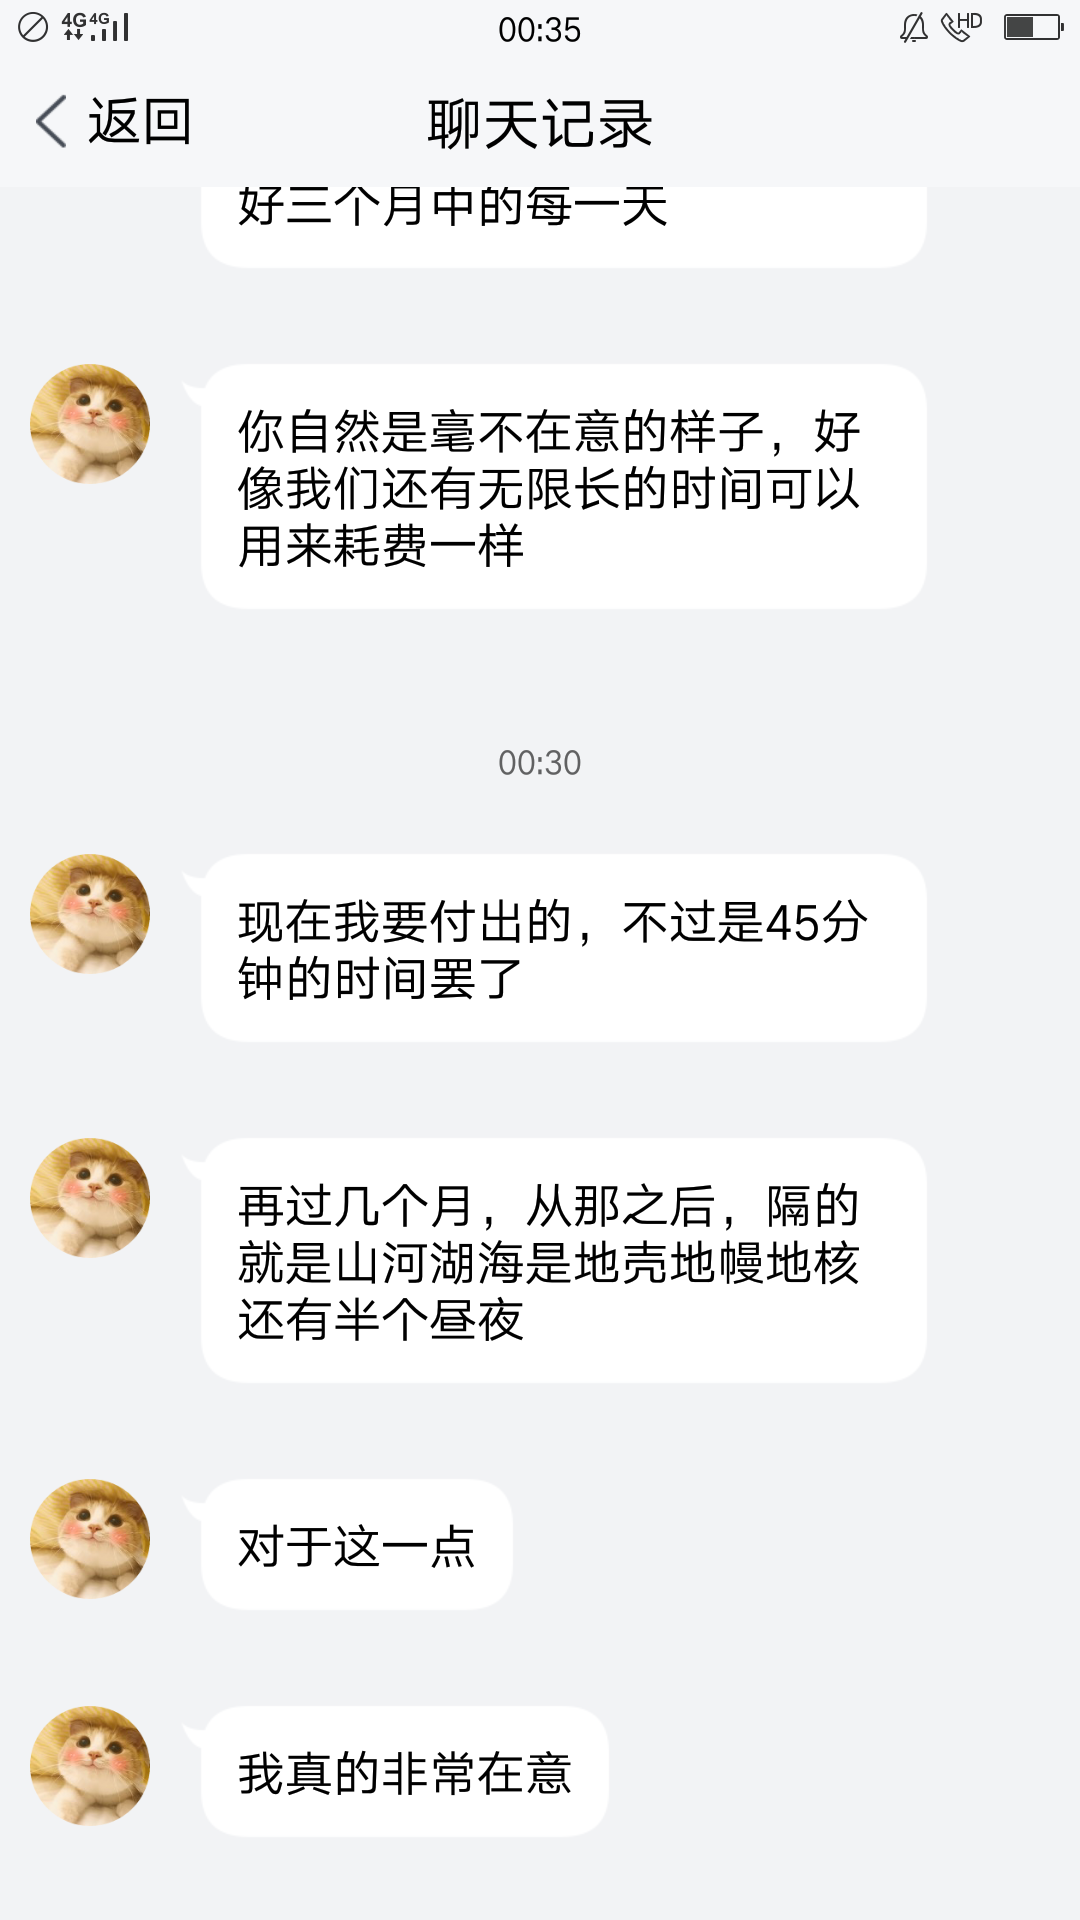 4G 4G 00:35 HD
返回 聊天记录
好三个月中的每一天
你自然是毫不在意的样子，好
像我们还有无限长的时间可以
用来耗费一样
00:30
现在我要付出的，不过是45分
钟的时间罢了
再过几个月，从那之后，隔的
就是山河湖海是地壳地幔地核
还有半个昼夜
对于这一点
我真的非常在意